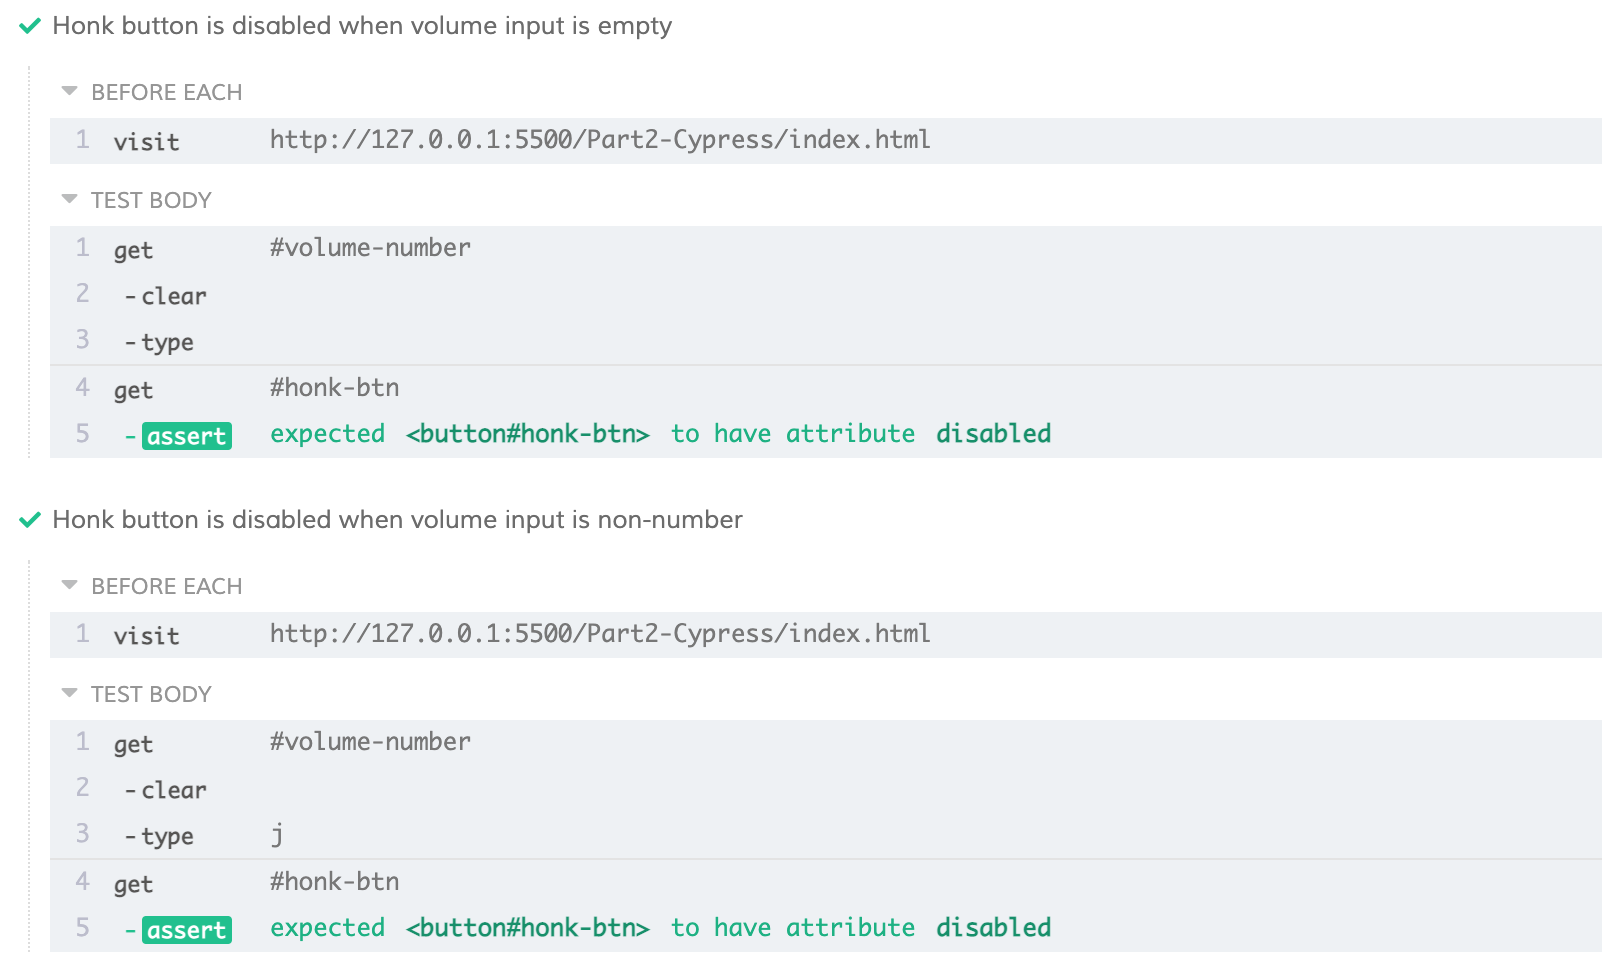 Honk button is disabled when volume input is empty
BEFORE EACH
1 visit http://127.0.0.1:5500/Part2-Cypress/index.html
TEST BODY
1 get #volume-number
2 -clear
3 -type
4 get #honk-btn
5 -assert expected <button#honk-btn> to have attribute disabled
Honk button is disabled when volume input is non-number
BEFORE EACH
1 visit http://127.0.0.1:5500/Part2-Cypress/index.html
TEST BODY
1 get #volume-number
2 -clear
3 -type j
4 get #honk-btn
5 -assert expected <button#honk-btn> to have attribute disabled